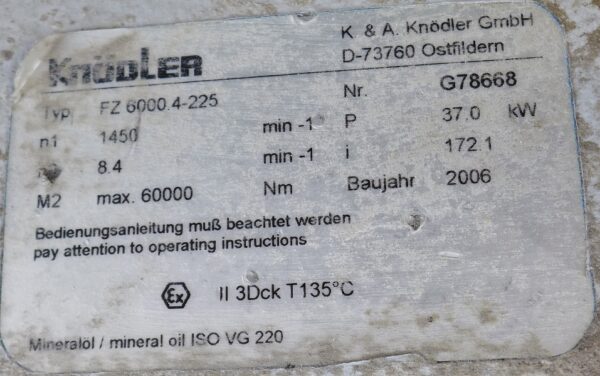 KNÖDLER
K. & A. Knödler GmbH
D-73760 Ostfildern
Typ FZ 6000.4-225 Nr. G78668
n1 1450 min -1 P 37.0 kW
8.4 min -1 i 172.1
M2 max. 60000 Nm Baujahr 2006
Bedienungsanleitung muß beachtet werden
pay attention to operating instructions
Ex II 3Dck T135°C
Mineralöl / mineral oil ISO VG 220